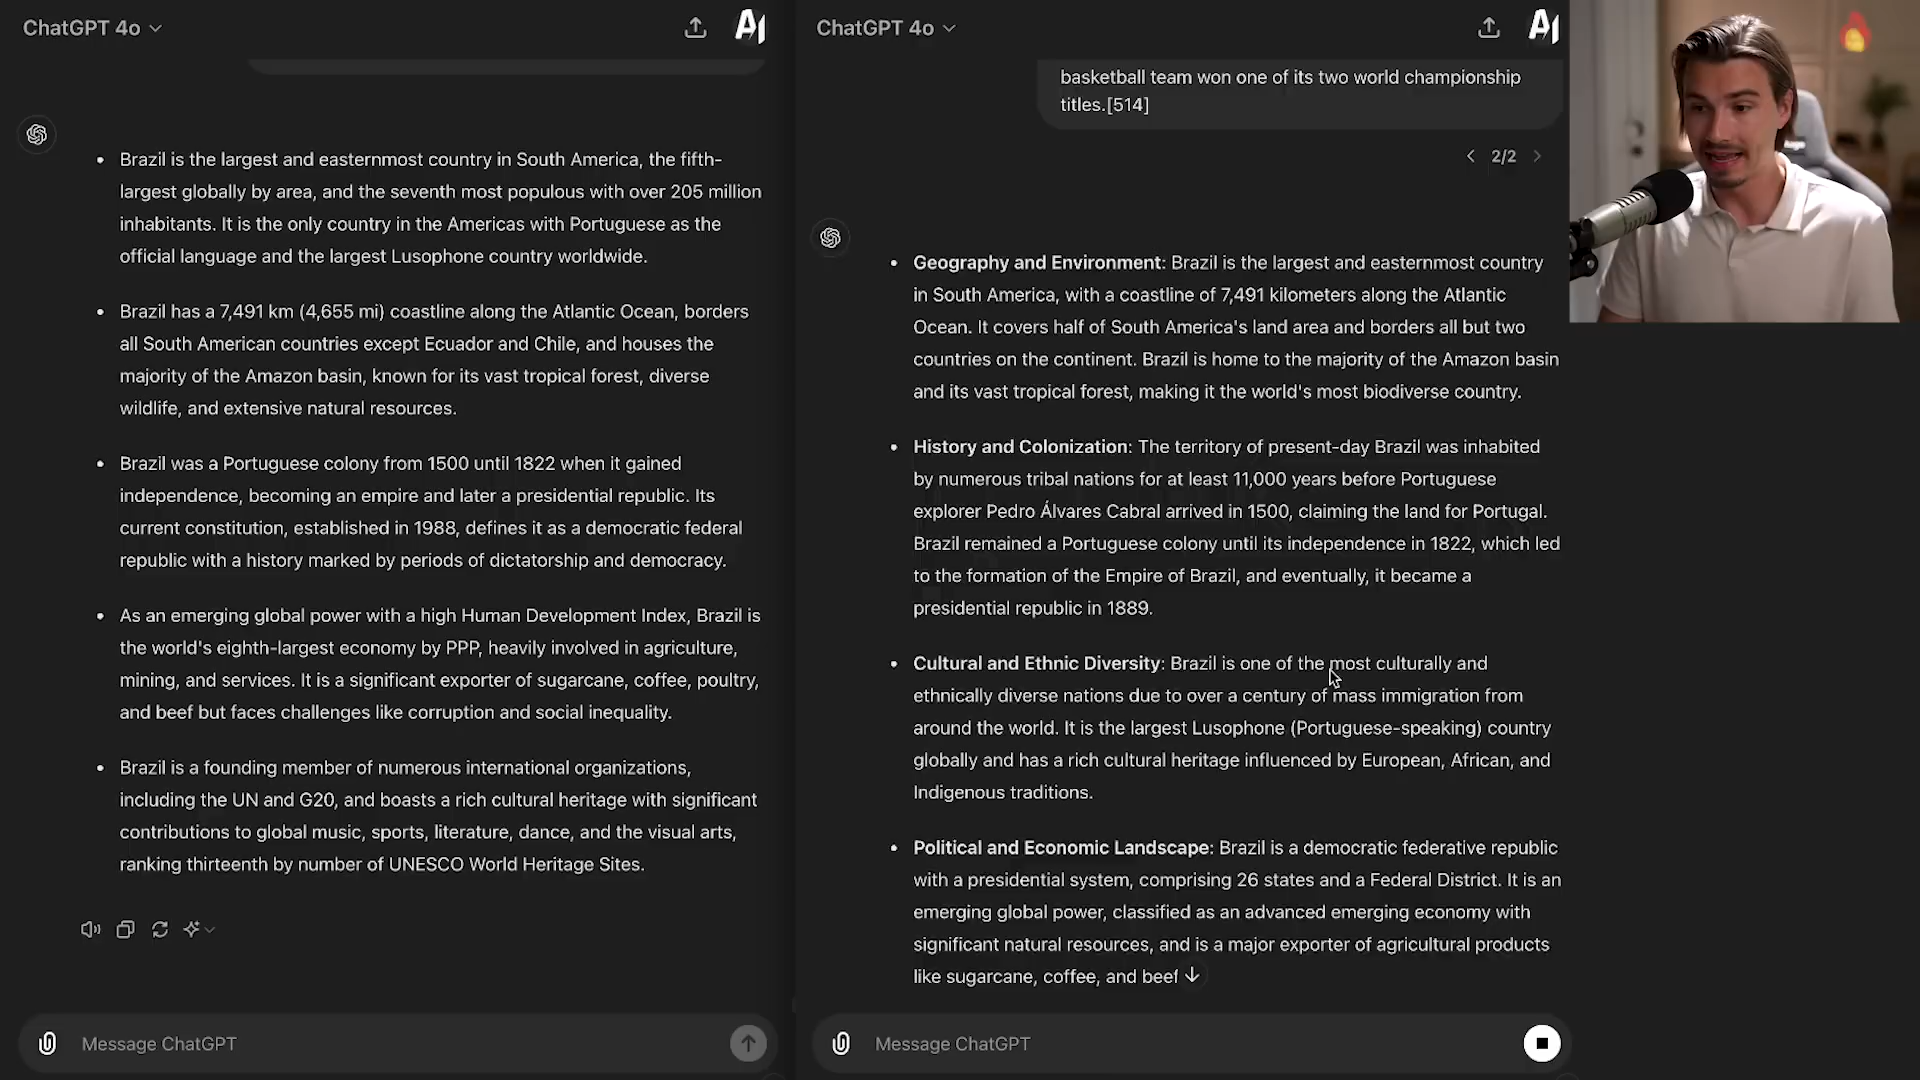 ChatGPT 4o
Brazil is the largest and easternmost country in South America, the fifth-
largest globally by area, and the seventh most populous with over 205 million
inhabitants. It is the only country in the Americas with Portuguese as the
official language and the largest Lusophone country worldwide.
Brazil has a 7,491 km (4,655 mi) coastline along the Atlantic Ocean, borders
all South American countries except Ecuador and Chile, and houses the
majority of the Amazon basin, known for its vast tropical forest, diverse
wildlife, and extensive natural resources.
Brazil was a Portuguese colony from 1500 until 1822 when it gained
independence, becoming an empire and later a presidential republic. Its
current constitution, established in 1988, defines it as a democratic federal
republic with a history marked by periods of dictatorship and democracy.
As an emerging global power with a high Human Development Index, Brazil is
the world's eighth-largest economy by PPP, heavily involved in agriculture,
mining, and services. It is a significant exporter of sugarcane, coffee, poultry,
and beef but faces challenges like corruption and social inequality.
Brazil is a founding member of numerous international organizations,
including the UN and G20, and boasts a rich cultural heritage with significant
contributions to global music, sports, literature, dance, and the visual arts,
ranking thirteenth by number of UNESCO World Heritage Sites.
Message ChatGPT
ChatGPT 4o
basketball team won one of its two world championship
titles.[514]
2/2
Geography and Environment: Brazil is the largest and easternmost country
in South America, with a coastline of 7,491 kilometers along the Atlantic
Ocean. It covers half of South America's land area and borders all but two
countries on the continent. Brazil is home to the majority of the Amazon basin
and its vast tropical forest, making it the world's most biodiverse country.
History and Colonization: The territory of present-day Brazil was inhabited
by numerous tribal nations for at least 11,000 years before Portuguese
explorer Pedro Álvares Cabral arrived in 1500, claiming the land for Portugal.
Brazil remained a Portuguese colony until its independence in 1822, which led
to the formation of the Empire of Brazil, and eventually, it became a
presidential republic in 1889.
Cultural and Ethnic Diversity: Brazil is one of the most culturally and
ethnically diverse nations due to over a century of mass immigration from
around the world. It is the largest Lusophone (Portuguese-speaking) country
globally and has a rich cultural heritage influenced by European, African, and
Indigenous traditions.
Political and Economic Landscape: Brazil is a democratic federative republic
with a presidential system, comprising 26 states and a Federal District. It is an
emerging global power, classified as an advanced emerging economy with
significant natural resources, and is a major exporter of agricultural products
like sugarcane, coffee, and beef
Message ChatGPT